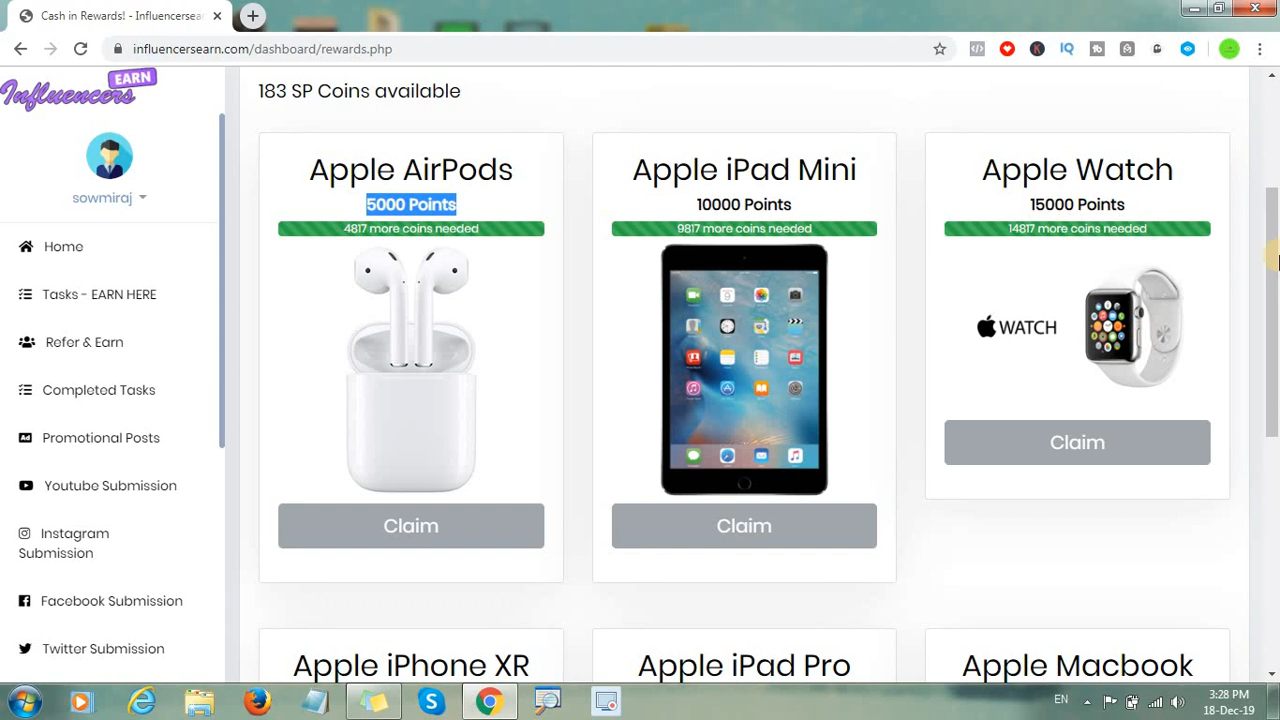 Cash in Rewards! - Influencersea
influencersearn.com/dashboard/rewards.php
EARN
Influencers
sowmiraj
Home
Tasks - EARN HERE
Refer & Earn
Completed Tasks
Promotional Posts
Youtube Submission
Instagram
Submission
Facebook Submission
Twitter Submission
183 SP Coins available
Apple AirPods
5000 Points
4817 more coins needed
Claim
Apple iPad Mini
10000 Points
9817 more coins needed
Claim
Apple Watch
15000 Points
14817 more coins needed
WATCH
Claim
Apple iPhone XR
Apple iPad Pro
Apple Macbook
EN
3:28 PM
18-Dec-19